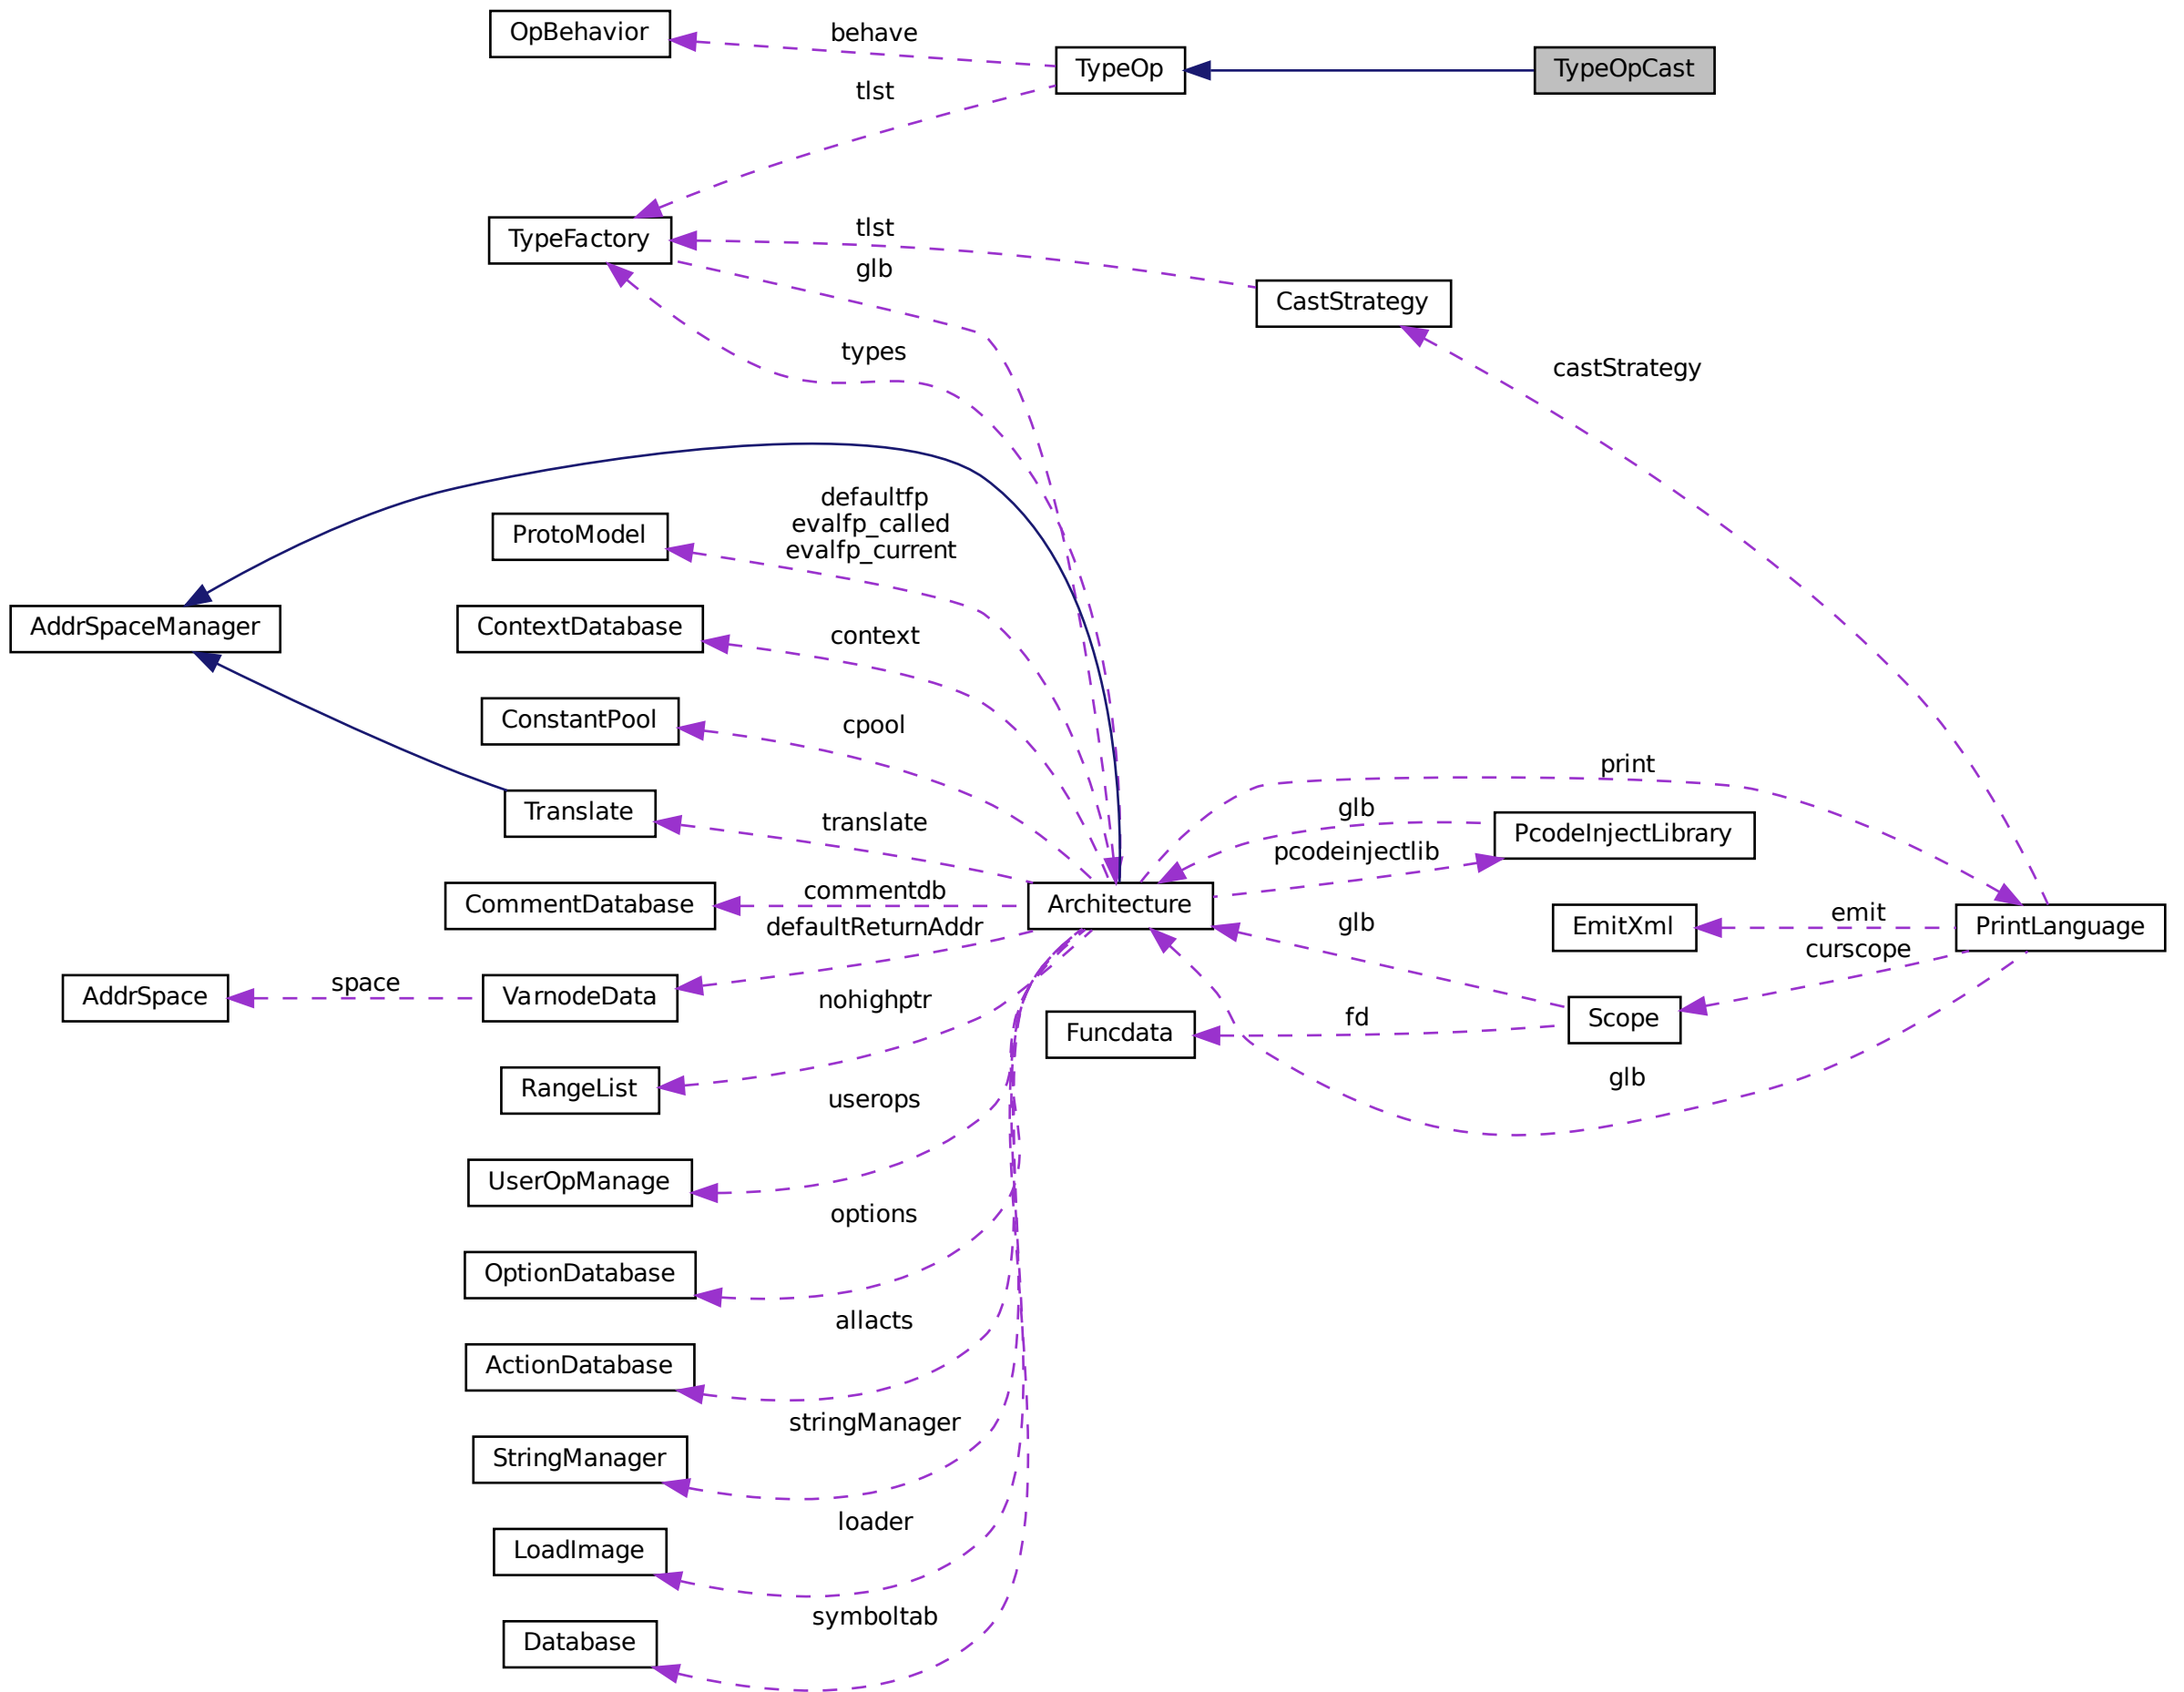 OpBehavior
behave
TypeOp
TypeOpCast
tlst
TypeFactory
tlst
glb
CastStrategy
types
castStrategy
defaultfp
evalfp_called
evalfp_current
ProtoModel
AddrSpaceManager
ContextDatabase
context
ConstantPool
cpool
print
Translate
translate
glb
PcodeInjectLibrary
pcodeinjectlib
CommentDatabase
commentdb
Architecture
defaultReturnAddr
glb
EmitXml
emit
PrintLanguage
curscope
AddrSpace
space
VarnodeData
nohighptr
Funcdata
fd
Scope
RangeList
userops
glb
UserOpManage
options
OptionDatabase
allacts
ActionDatabase
stringManager
StringManager
loader
LoadImage
symboltab
Database